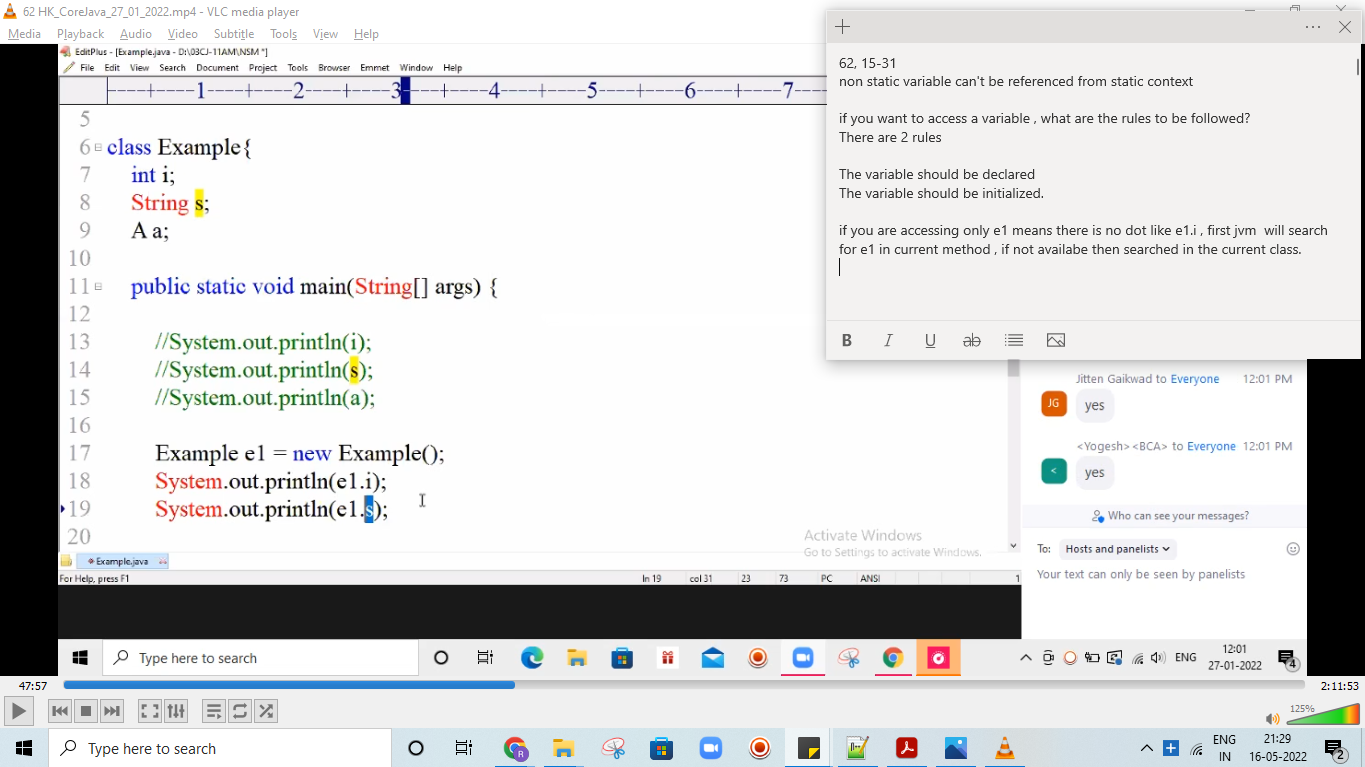 62 HK_CoreJava_27_01_2022.mp4 - VLC media player
Media Playback Audio Video Subtitle Tools View Help
EditPlus - [Example.java - D:\03CJ-11AM\NSM *]
File Edit View Search Document Project Tools Browser Emmet Window Help
----+----1----+----2----+----3----+----4----+----5----+----6----+----7--
5
6 class Example{
7 int i;
8 String s;
9 A a;
10
11 public static void main(String[] args) {
12
13 //System.out.println(i);
14 //System.out.println(s);
15 //System.out.println(a);
16
17 Example e1 = new Example();
18 System.out.println(e1.i);
19 System.out.println(e1.s);
20
Example.java
For Help, press F1 ln 19 col 31 23 73 PC ANSI 1
Activate Windows
Go to Settings to activate Windows.
62, 15-31
non static variable can't be referenced from static context
if you want to access a variable , what are the rules to be followed?
There are 2 rules
The variable should be declared
The variable should be initialized.
if you are accessing only e1 means there is no dot like e1.i , first jvm will search
for e1 in current method , if not availabe then searched in the current class.
B I U ab
Jitten Gaikwad to Everyone 12:01 PM
JG yes
<Yogesh> <BCA> to Everyone 12:01 PM
< yes
Who can see your messages?
To: Hosts and panelists
Your text can only be seen by panelists
Type here to search ENG 12:01
27-01-2022 4
47:57 2:11:53
125%
Type here to search ENG 21:29
IN 16-05-2022 2